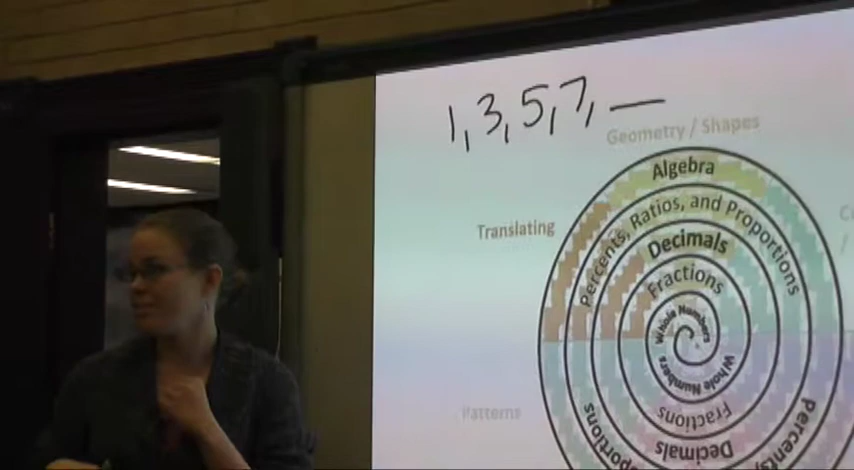 1, 3, 5, 7, __
Geometry / Shapes
Algebra
Percents, Ratios, and Proportions
Translating
Decimals
Fractions
Whole Numbers
Whole Numbers
Patterns
Fractions
Decimals
Percents,